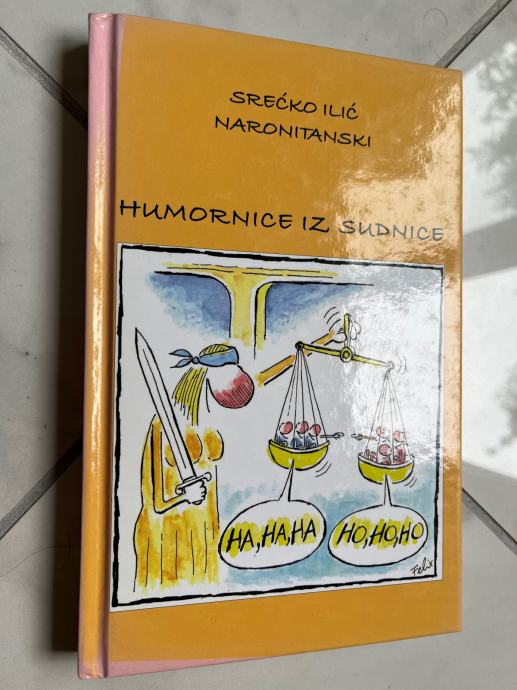 SREĆKO ILIĆ
NARONITANSKI
HUMORNICE IZ SUDNICE
HA, HA, HA
HO, HO, HO
Felix